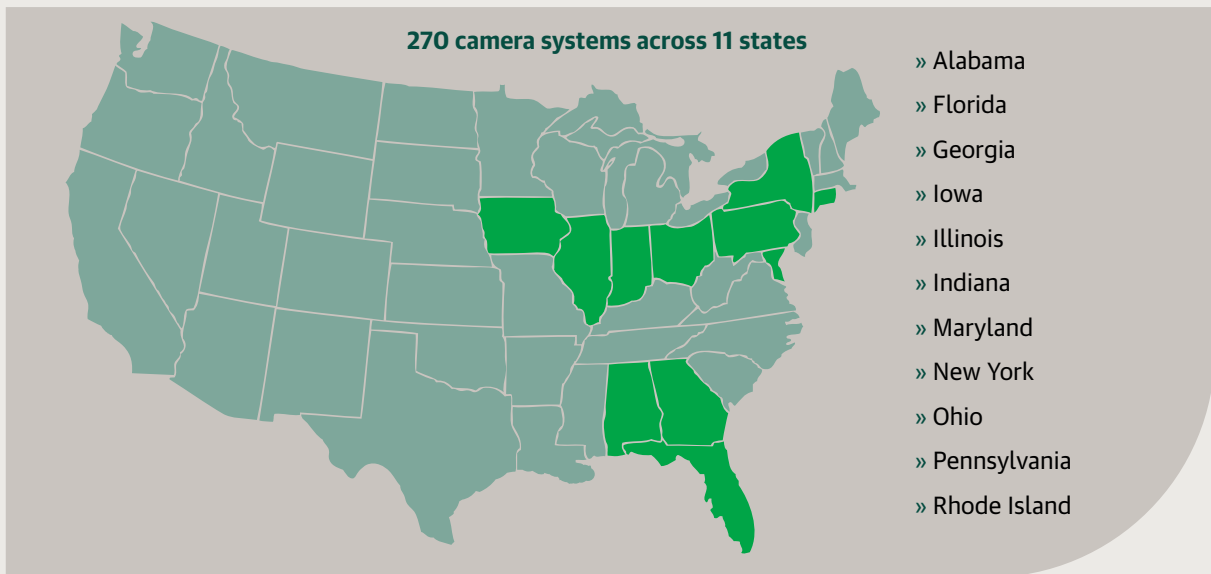 270 camera systems across 11 states
» Alabama
» Florida
» Georgia
» Iowa
» Illinois
» Indiana
» Maryland
» New York
» Ohio
» Pennsylvania
» Rhode Island